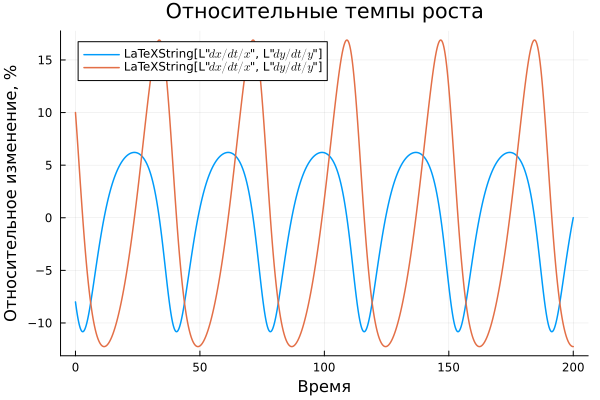 Относительные темпы роста
LaTeXString[L"dx/dt/x", L"dy/dt/y"]
LaTeXString[L"dx/dt/x", L"dy/dt/y"]
15
10
5
0
−5
−10
Относительное изменение, %
0
50
100
150
200
Время